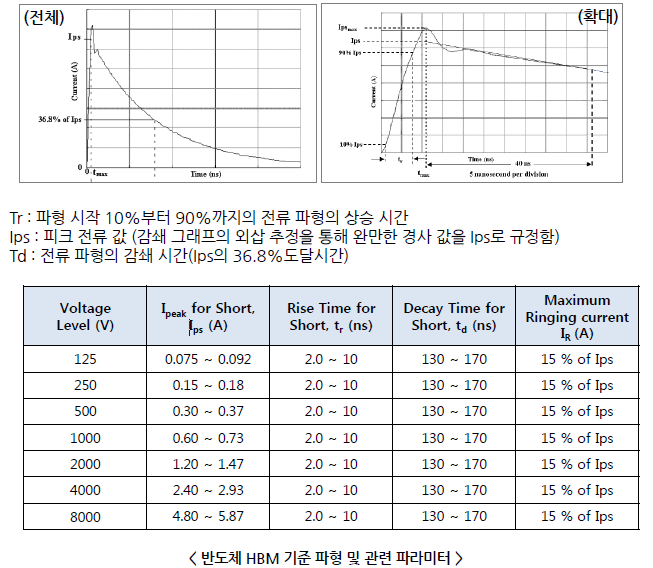 (전체)
Ips
Current (A)
36.8% of Ips
0
0 tmax
Time (ns)
(확대)
Ipsmax
Ips
90% Ips
Current (A)
10% Ips
tr
tmax
Time (ns)
40 ns
5 nanosecond per division
Tr : 파형 시작 10%부터 90%까지의 전류 파형의 상승 시간
Ips : 피크 전류 값 (감쇄 그래프의 외삽 추정을 통해 완만한 경사 값을 Ips로 규정함)
Td : 전류 파형의 감쇄 시간(Ips의 36.8%도달시간)
Voltage Level (V) Ipeak for Short, Ips (A) Rise Time for Short, tr (ns) Decay Time for Short, td (ns) Maximum Ringing current IR (A)
125 0.075 ~ 0.092 2.0 ~ 10 130 ~ 170 15 % of Ips
250 0.15 ~ 0.18 2.0 ~ 10 130 ~ 170 15 % of Ips
500 0.30 ~ 0.37 2.0 ~ 10 130 ~ 170 15 % of Ips
1000 0.60 ~ 0.73 2.0 ~ 10 130 ~ 170 15 % of Ips
2000 1.20 ~ 1.47 2.0 ~ 10 130 ~ 170 15 % of Ips
4000 2.40 ~ 2.93 2.0 ~ 10 130 ~ 170 15 % of Ips
8000 4.80 ~ 5.87 2.0 ~ 10 130 ~ 170 15 % of Ips
< 반도체 HBM 기준 파형 및 관련 파라미터 >